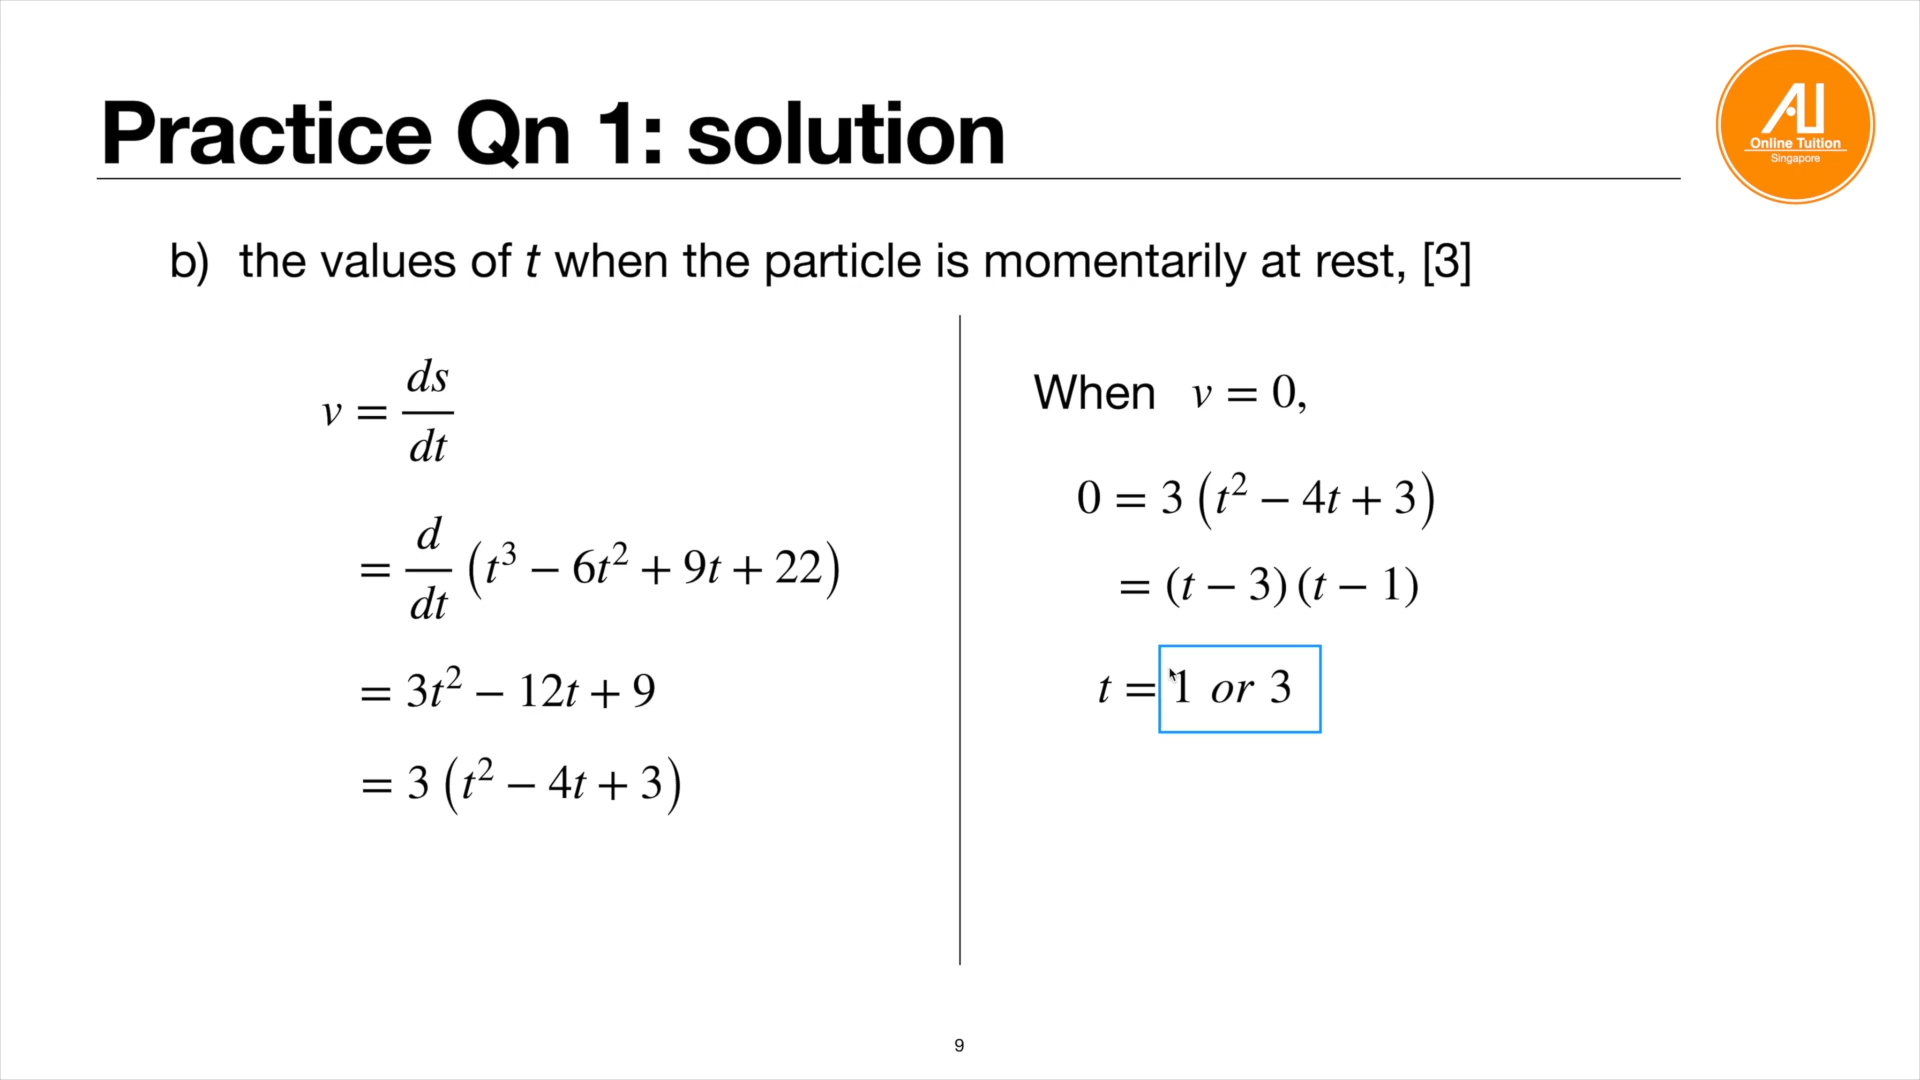 Practice Qn 1: solution
AU
Online Tuition
Singapore
b) the values of t when the particle is momentarily at rest, [3]
v = ds/dt
= d/dt (t³ − 6t² + 9t + 22)
= 3t² − 12t + 9
= 3 (t² − 4t + 3)
When v = 0,
0 = 3 (t² − 4t + 3)
= (t − 3) (t − 1)
t = 1 or 3
9